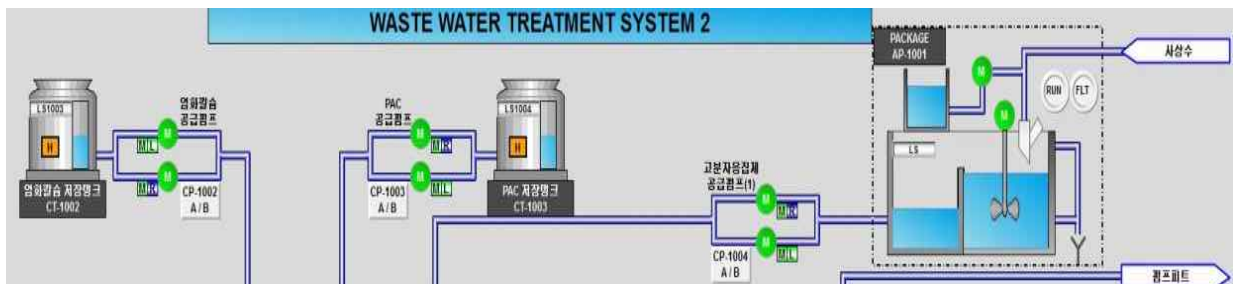 WASTE WATER TREATMENT SYSTEM 2
PACKAGE
AP-1001
사상수
RUN
FLT
LS1003
H
염화칼슘
공급펌프
M
M L
M
M R
염화칼슘 저장탱크
CT-1002
CP-1002
A / B
PAC
공급펌프
M
M R
M
M L
CP-1003
A / B
LS1004
H
PAC 저장탱크
CT-1003
고분자응집제
공급펌프(1)
M
M R
M
M L
CP-1004
A / B
M
M
LS
펌프피트